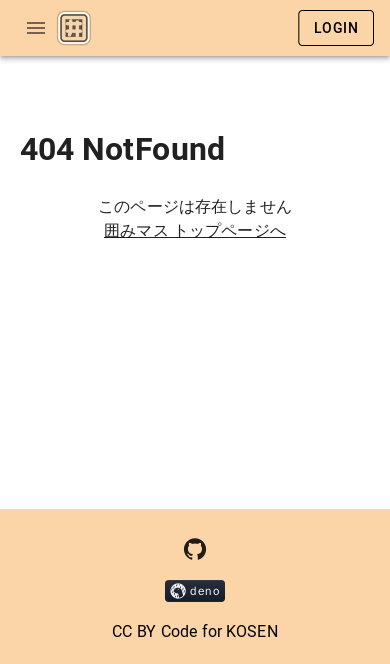 LOGIN
404 NotFound
このページは存在しません
囲みマス トップページへ
deno
CC BY Code for KOSEN